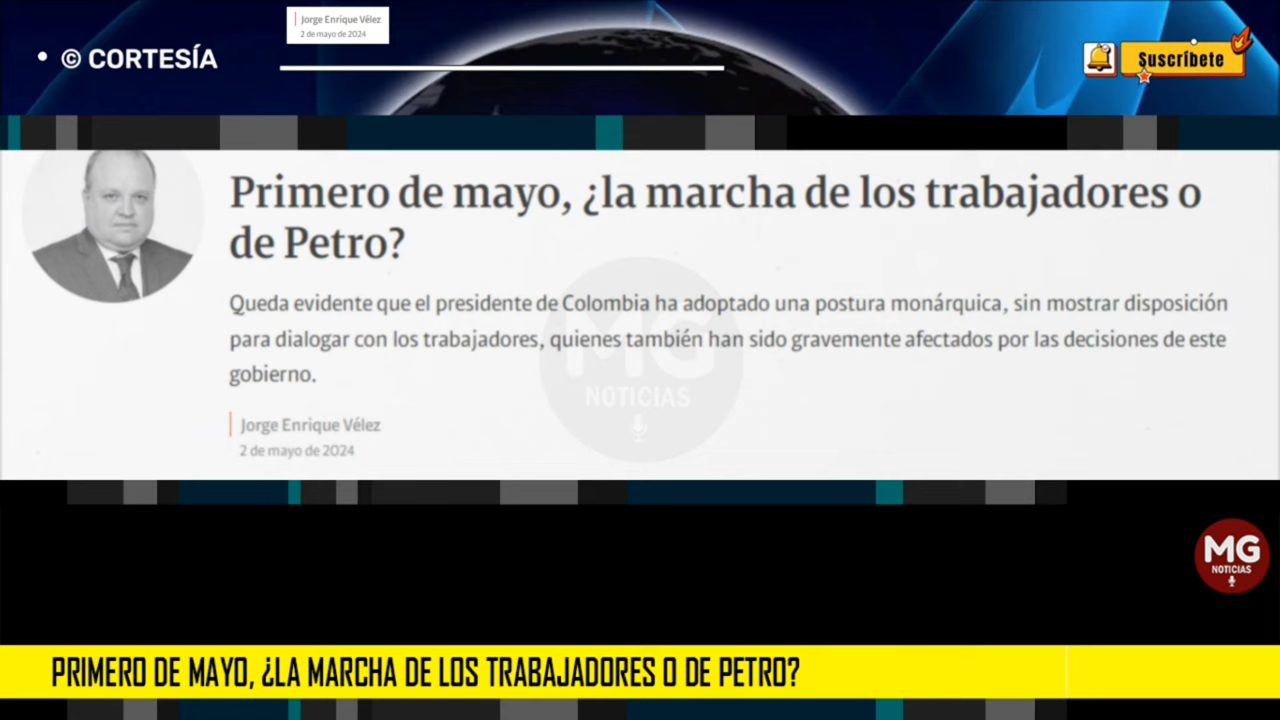 Jorge Enrique Vélez
2 de mayo de 2024
• © CORTESÍA
Suscríbete
Primero de mayo, ¿la marcha de los trabajadores o
de Petro?
Queda evidente que el presidente de Colombia ha adoptado una postura monárquica, sin mostrar disposición
para dialogar con los trabajadores, quienes también han sido gravemente afectados por las decisiones de este
gobierno.
MG
NOTICIAS
Jorge Enrique Vélez
2 de mayo de 2024
MG
NOTICIAS
PRIMERO DE MAYO, ¿LA MARCHA DE LOS TRABAJADORES O DE PETRO?